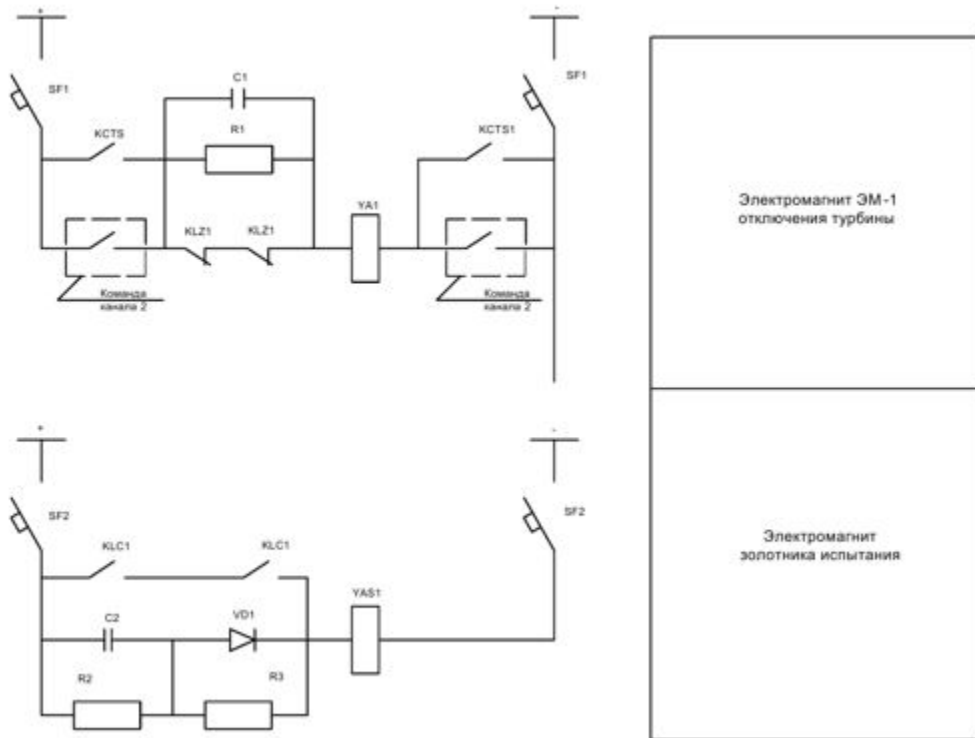 +
-
SF1
SF1
C1
KCTS
R1
KCTS1
YA1
KLZ1
KLZ1
Команда
канала 2
Команда
канала 2
Электромагнит ЭМ-1
отключения турбины
+
-
SF2
SF2
KLC1
KLC1
YAS1
C2
VD1
R2
R3
Электромагнит
золотника испытания